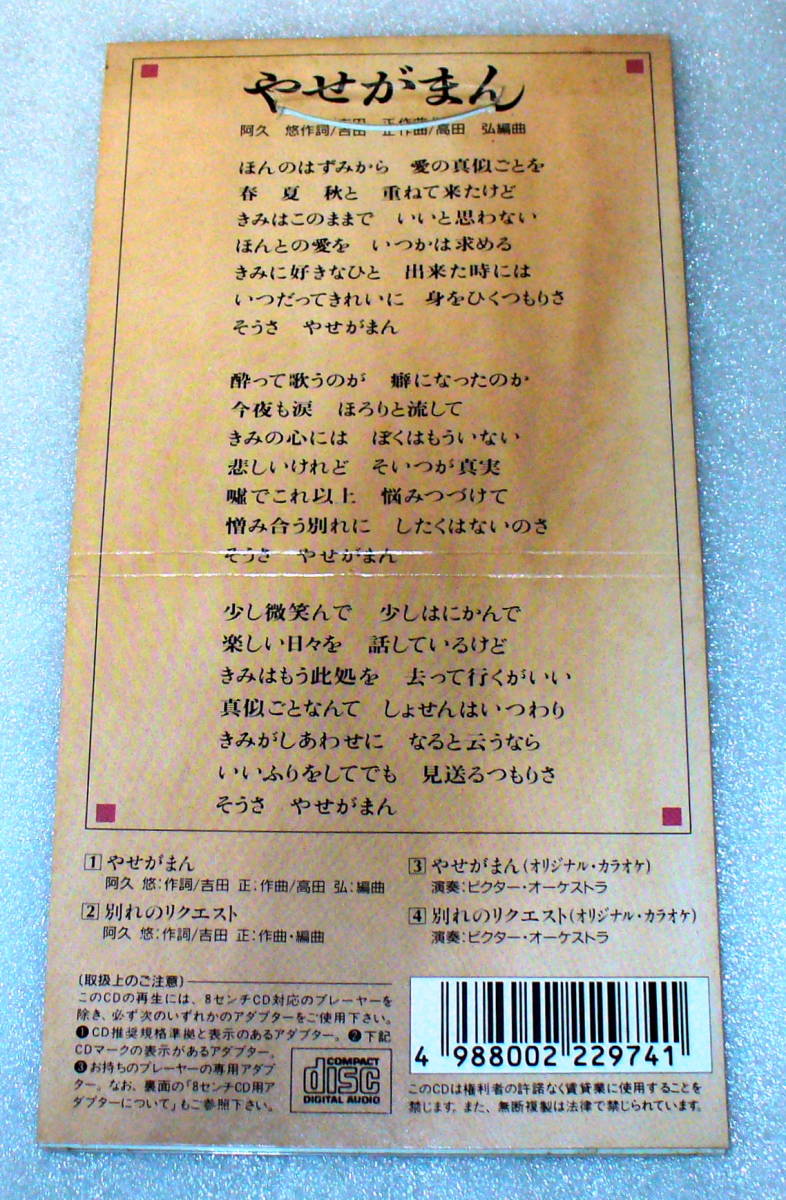 やせがまん
阿久 悠作詞/吉田 正作曲/高田 弘編曲
ほんのはずみから 愛の真似ごとを
春 夏 秋と 重ねて来たけど
きみはこのままで いいと思わない
ほんとの愛を いつかは求める
きみに好きなひと 出来た時には
いつだってきれいに 身をひくつもりさ
そうさ やせがまん
酔って歌うのが 癖になったのか
今夜も涙 ほろりと流して
きみの心には ぼくはもういない
悲しいけれど そいつが真実
嘘でこれ以上 悩みつづけて
憎み合う別れに したくはないのさ
そうさ やせがまん
少し微笑んで 少しはにかんで
楽しい日々を 話しているけど
きみはもう此処を 去って行くがいい
真似ごとなんて しょせんはいつわり
きみがしあわせに なると云うなら
いいふりをしてでも 見送るつもりさ
そうさ やせがまん
1 やせがまん
阿久 悠:作詞/吉田 正:作曲/高田 弘:編曲
2 別れのリクエスト
阿久 悠:作詞/吉田 正:作曲・編曲
3 やせがまん(オリジナル・カラオケ)
演奏:ビクター・オーケストラ
4 別れのリクエスト(オリジナル・カラオケ)
演奏:ビクター・オーケストラ
〔取扱上のご注意〕
このCDの再生には、8センチCD対応のプレーヤーを
除き、必ず次のいずれかのアダプターをご使用下さい。
❶CD推奨規格準拠と表示のあるアダプター。❷下記
CDマークの表示があるアダプター。
❸お持ちのプレーヤーの専用アダプ
ター。なお、裏面の「8センチCD用ア
ダプターについて」もご参照下さい。
COMPACT
disc
DIGITAL AUDIO
4 988002 229741
このCDは権利者の許諾なく賃貸業に使用することを
禁じます。また、無断複製は法律で禁じられています。